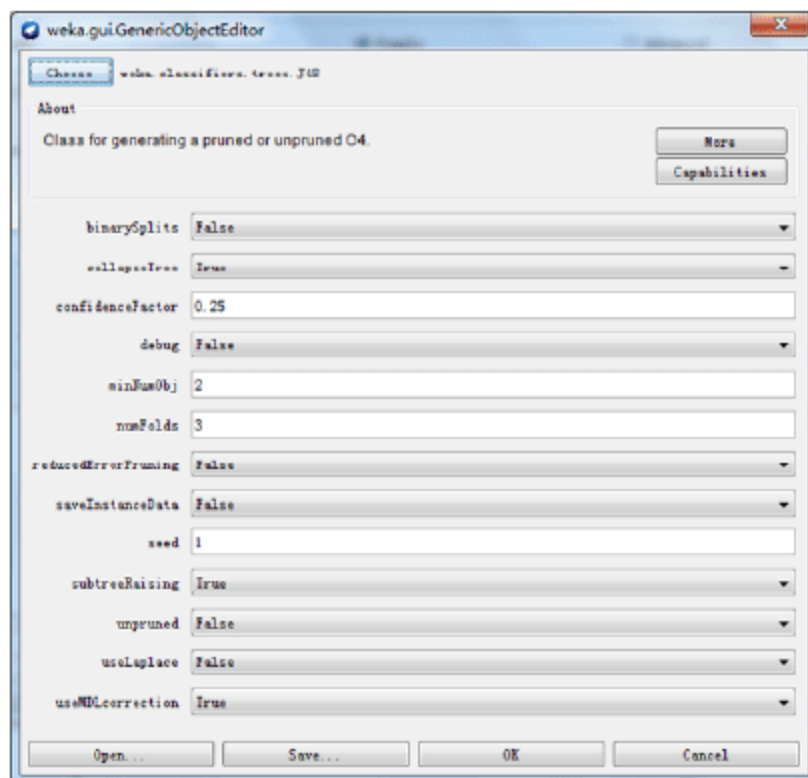 weka.gui.GenericObjectEditor
Choose weka.classifiers.trees.J48
About
Class for generating a pruned or unpruned C4.
More
Capabilities
binarySplits False
collapseTree True
confidenceFactor 0.25
debug False
minNumObj 2
numFolds 3
reducedErrorPruning False
saveInstanceData False
seed 1
subtreeRaising True
unpruned False
useLaplace False
useMDLcorrection True
Open... Save... OK Cancel